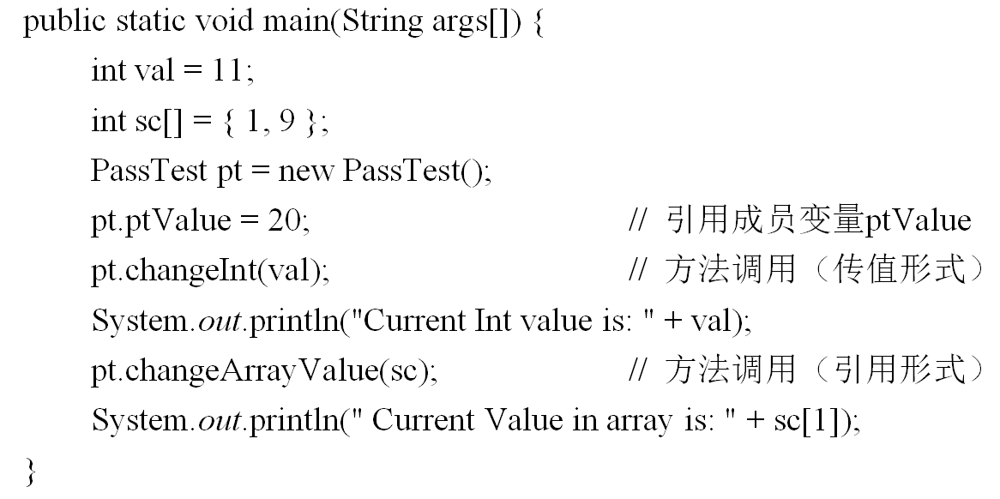 public static void main(String args[]) {
int val = 11;
int sc[] = { 1, 9 };
PassTest pt = new PassTest();
pt.ptValue = 20; // 引用成员变量ptValue
pt.changeInt(val); // 方法调用（传值形式）
System.out.println("Current Int value is: " + val);
pt.changeArrayValue(sc); // 方法调用（引用形式）
System.out.println(" Current Value in array is: " + sc[1]);
}